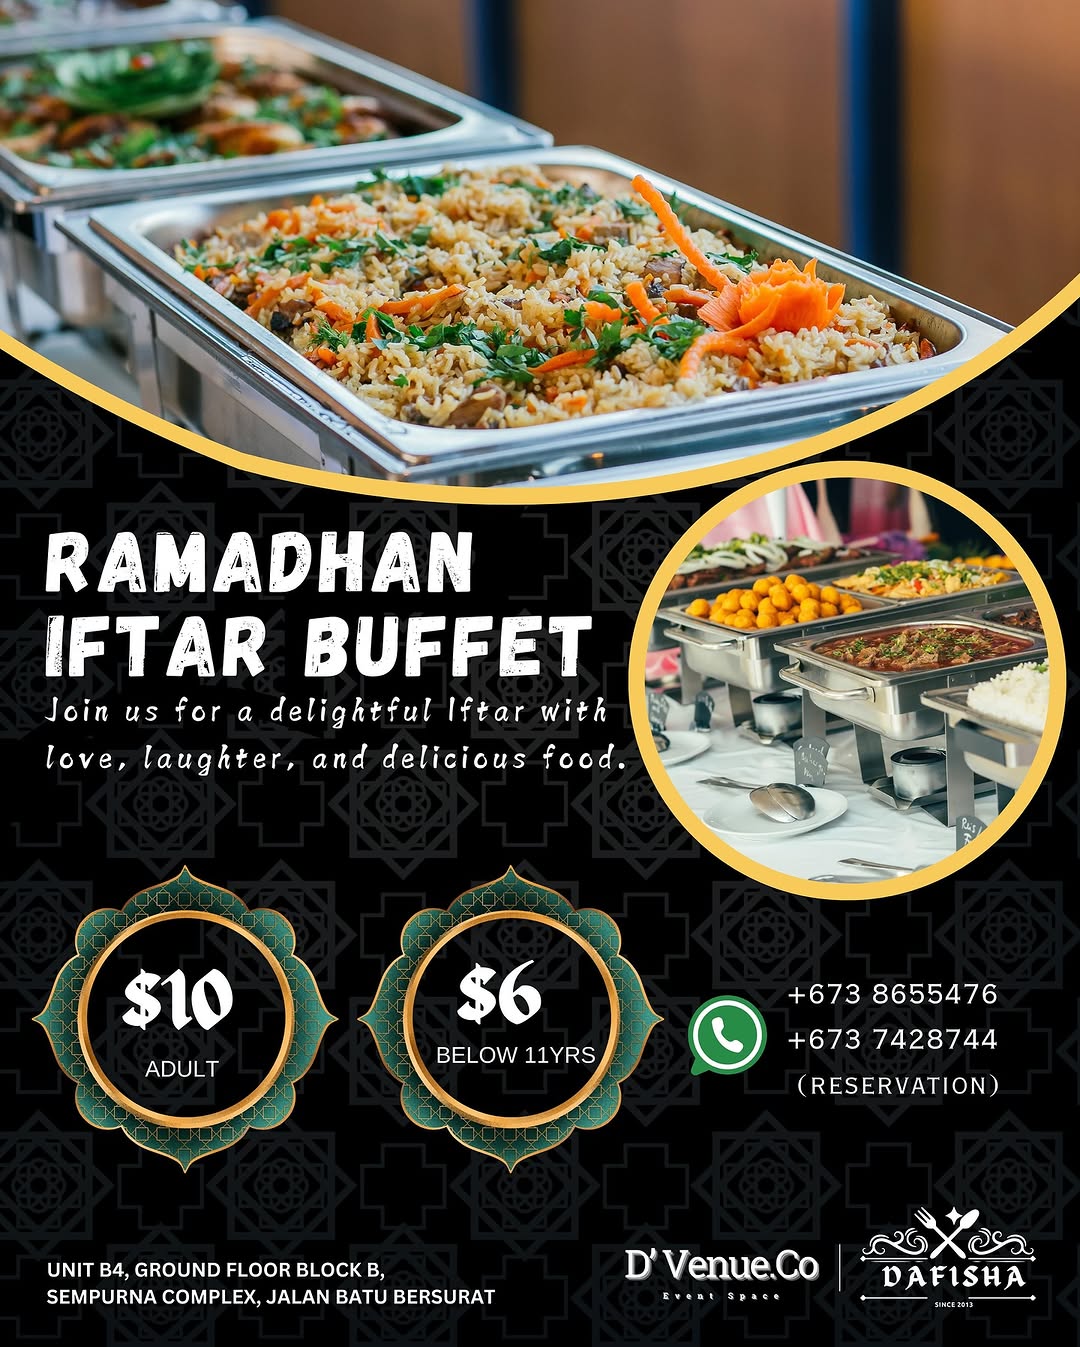 RAMADHAN
IFTAR BUFFET
Join us for a delightful Iftar with
love, laughter, and delicious food.
$10
ADULT
$6
BELOW 11YRS
+673 8655476
+673 7428744
(RESERVATION)
UNIT B4, GROUND FLOOR BLOCK B,
SEMPURNA COMPLEX, JALAN BATU BERSURAT
D' Venue.Co
Event Space
DAFISHA
SINCE 2013